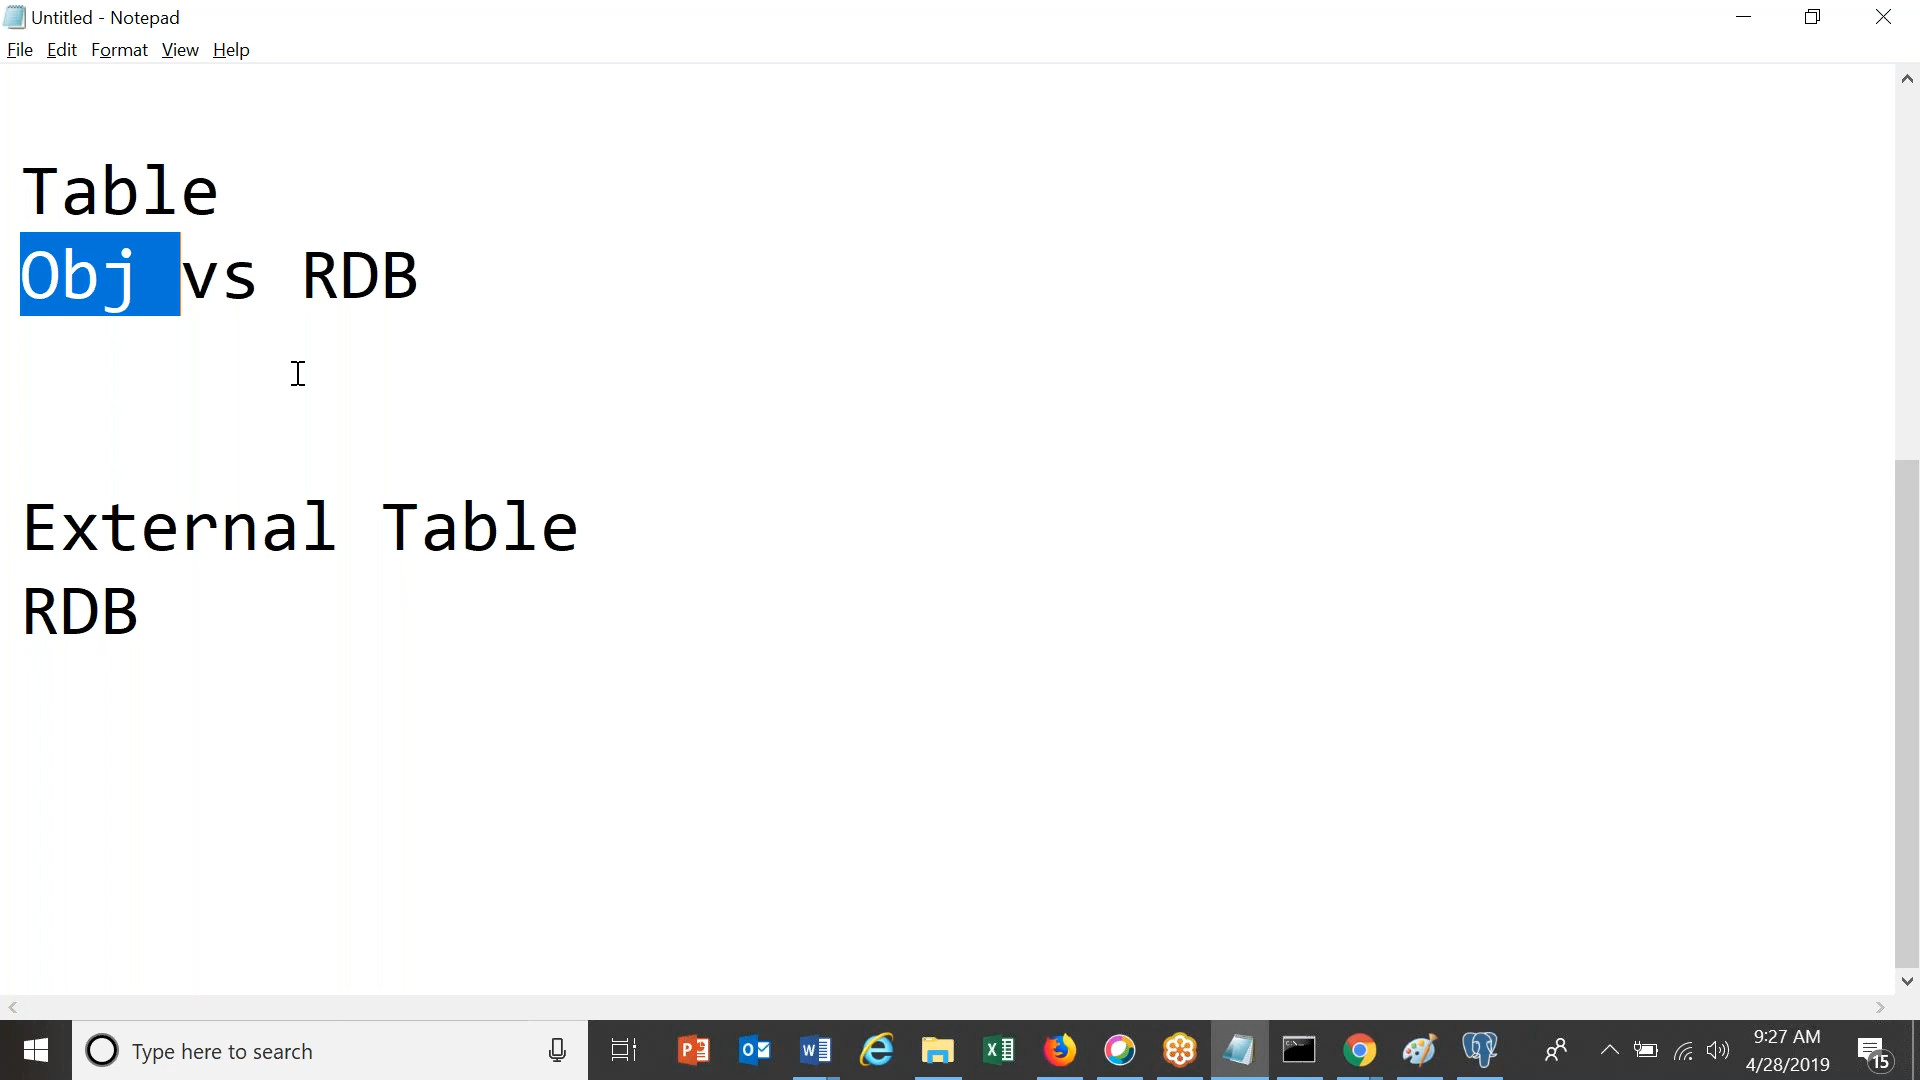 Untitled - Notepad
File Edit Format View Help
Table
Obj vs RDB
External Table
RDB
Type here to search
9:27 AM
4/28/2019
15